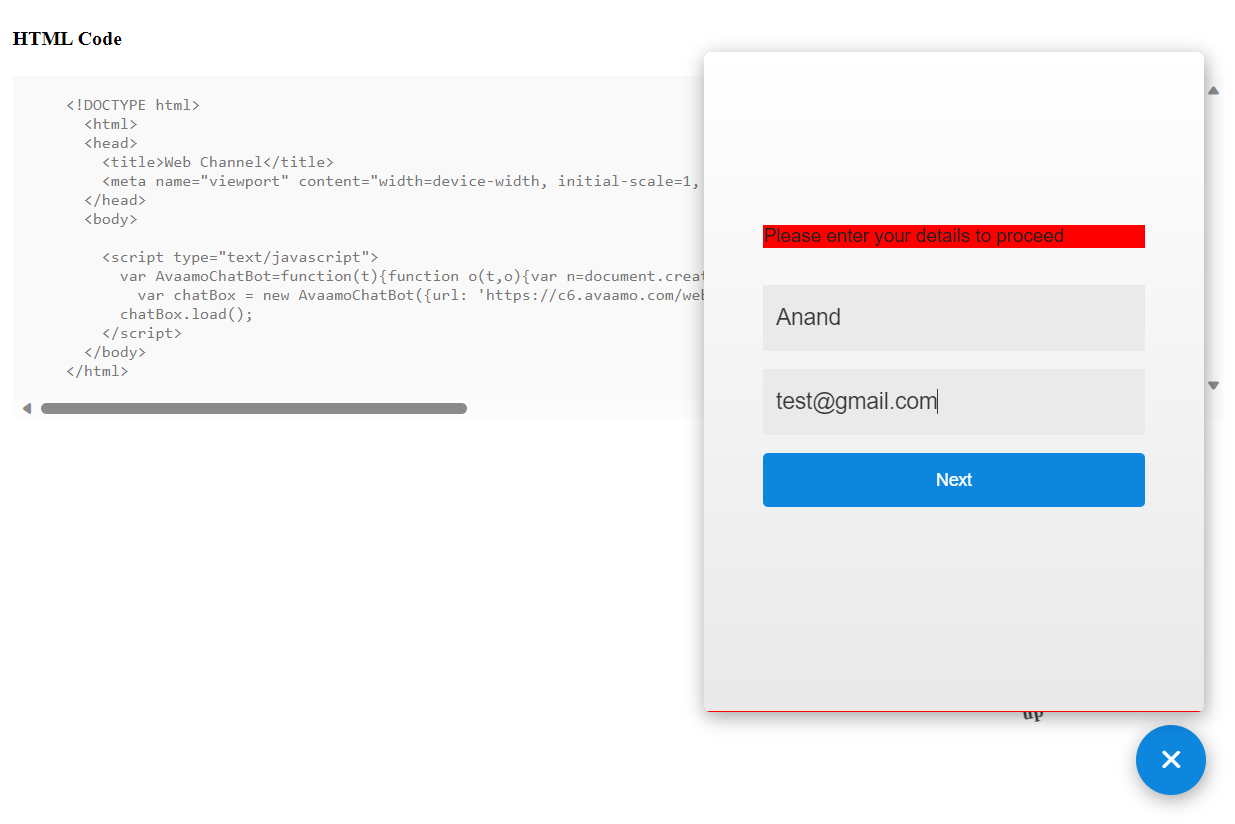 HTML Code
<!DOCTYPE html>
<html>
<head>
<title>Web Channel</title>
<meta name="viewport" content="width=device-width, initial-scale=1,
</head>
<body>
<script type="text/javascript">
var AvaamoChatBot=function(t){function o(t,o){var n=document.creat
var chatBox = new AvaamoChatBot({url: 'https://c6.avaamo.com/web
chatBox.load();
</script>
</body>
</html>
Please enter your details to proceed
Anand
test@gmail.com
Next
up